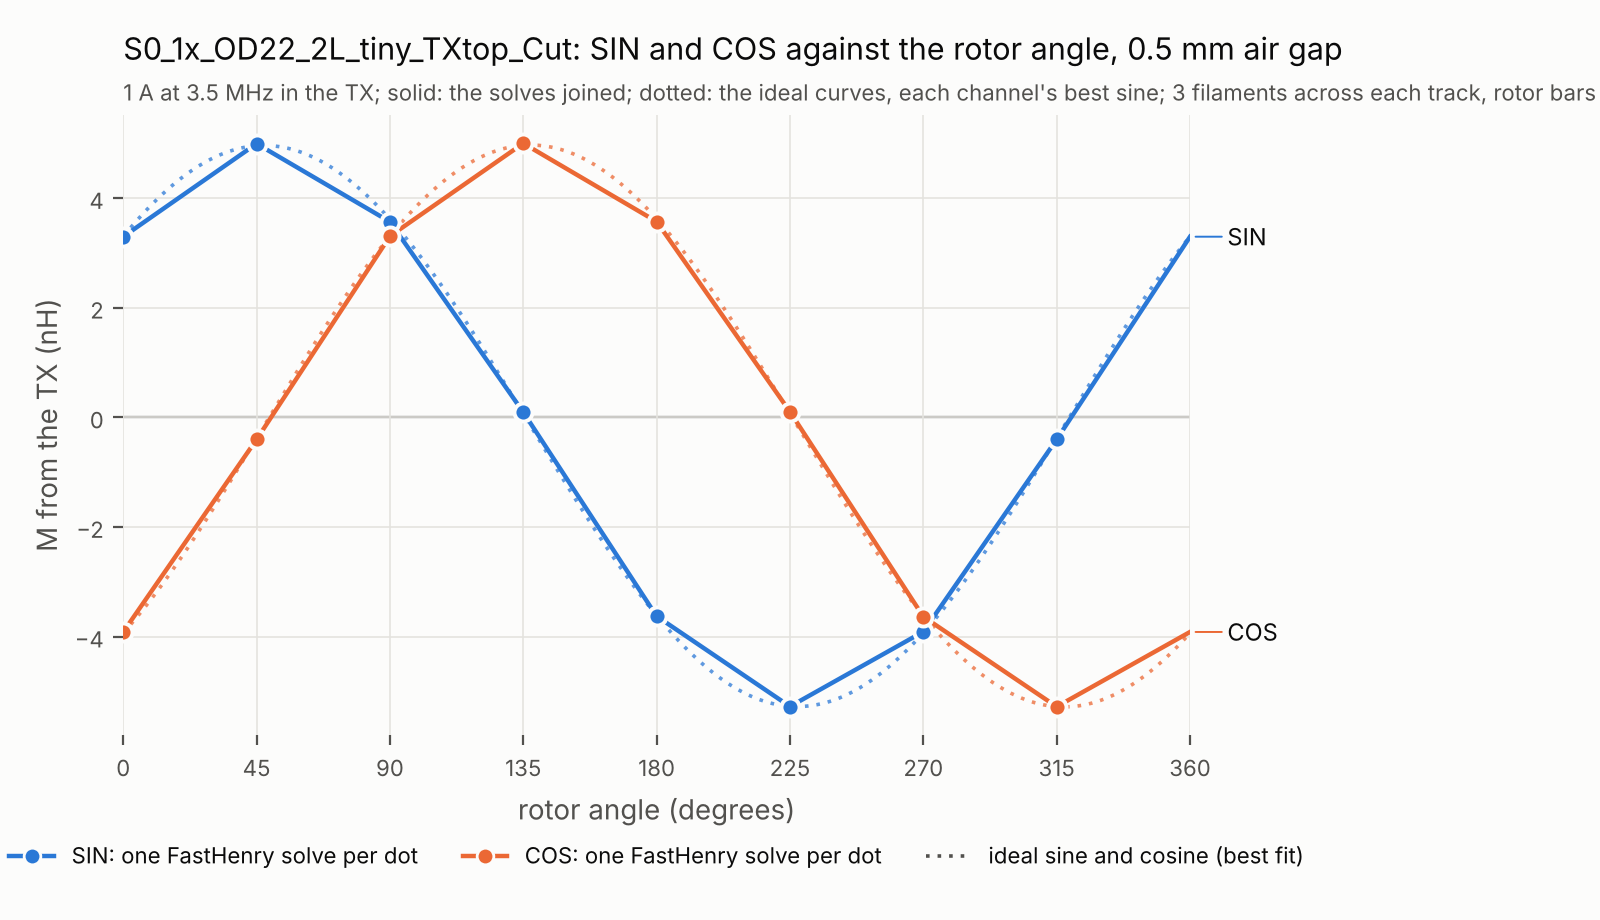 S0_1x_OD22_2L_tiny_TXtop_Cut: SIN and COS against the rotor angle, 0.5 mm air gap
1 A at 3.5 MHz in the TX; solid: the solves joined; dotted: the ideal curves, each channel's best sine; 3 filaments across each track, rotor bars
4
2
0
−2
−4
M from the TX (nH)
SIN
COS
0 45 90 135 180 225 270 315 360
rotor angle (degrees)
SIN: one FastHenry solve per dot COS: one FastHenry solve per dot ideal sine and cosine (best fit)